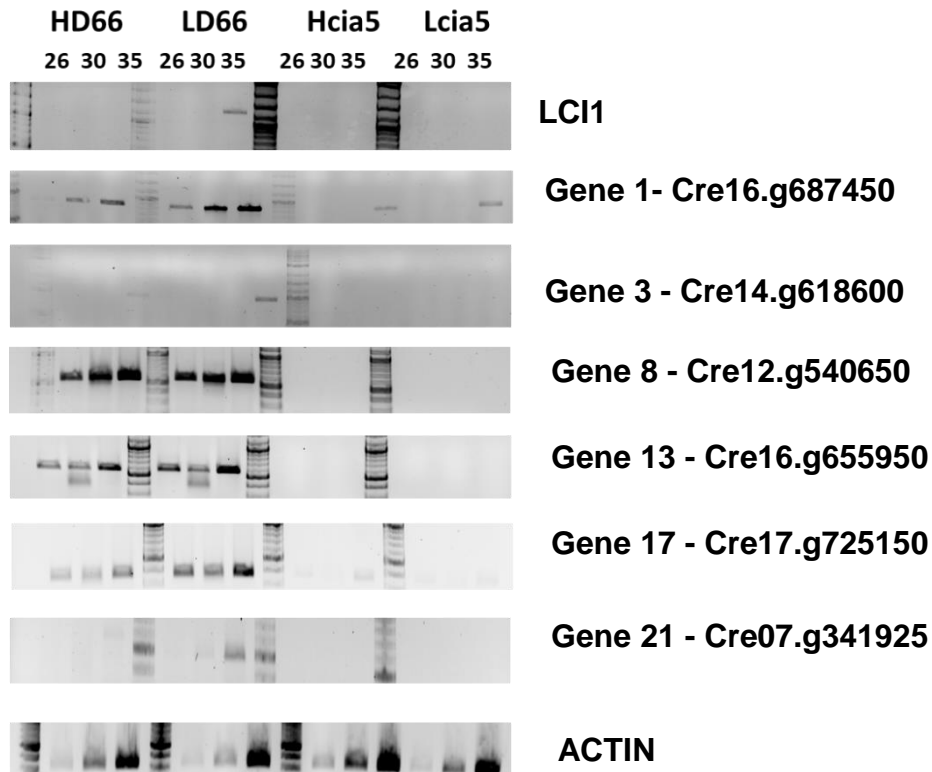 HD66 LD66 Hcia5 Lcia5
26 30 35 26 30 35 26 30 35 26 30 35
LCI1
Gene 1- Cre16.g687450
Gene 3 - Cre14.g618600
Gene 8 - Cre12.g540650
Gene 13 - Cre16.g655950
Gene 17 - Cre17.g725150
Gene 21 - Cre07.g341925
ACTIN